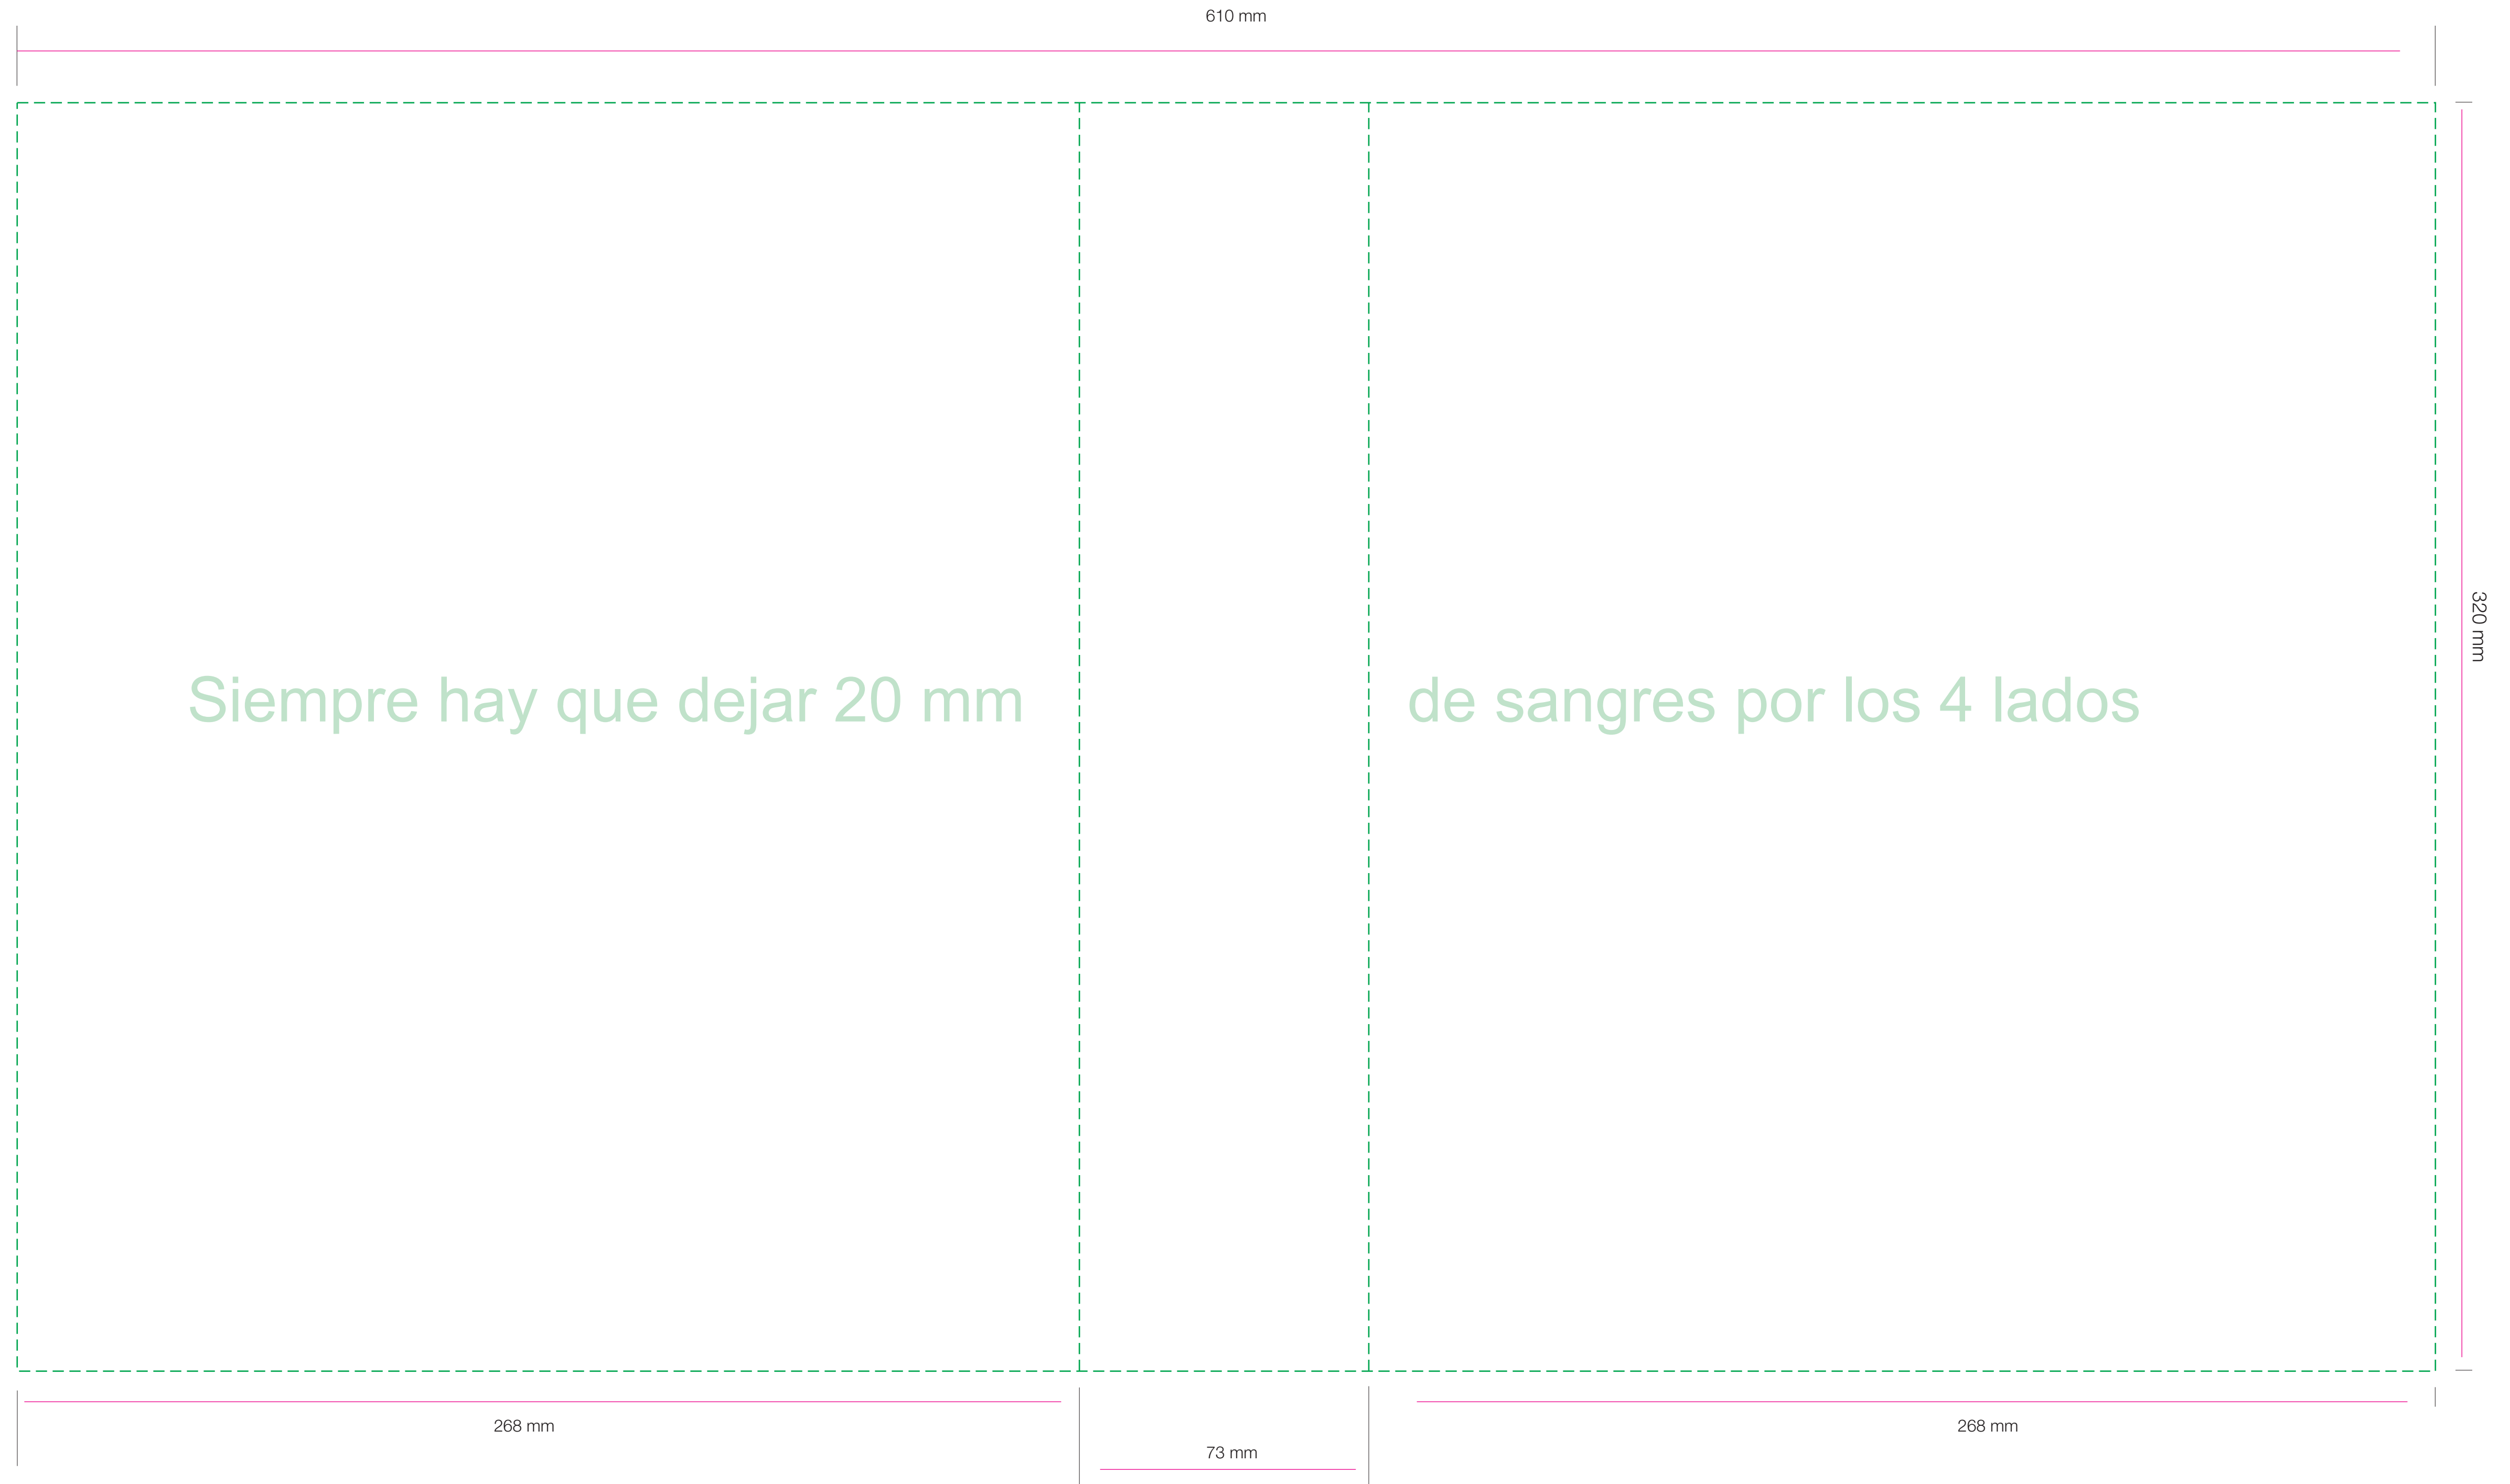 610 mm
320 mm
Siempre hay que dejar 20 mm
de sangres por los 4 lados
268 mm
268 mm
73 mm